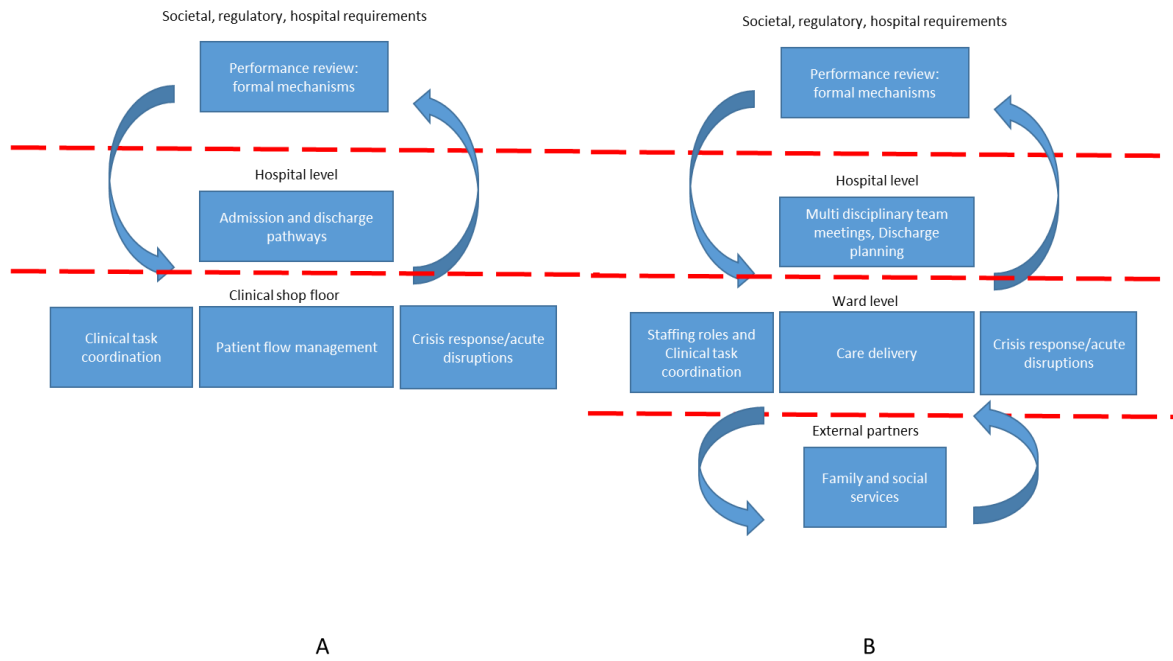 Societal, regulatory, hospital requirements
Performance review:
formal mechanisms
Hospital level
Admission and discharge
pathways
Clinical shop floor
Clinical task
coordination
Patient flow management
Crisis response/acute
disruptions
A
Societal, regulatory, hospital requirements
Performance review:
formal mechanisms
Hospital level
Multi disciplinary team
meetings, Discharge
planning
Ward level
Staffing roles and
Clinical task
coordination
Care delivery
Crisis response/acute
disruptions
External partners
Family and social
services
B